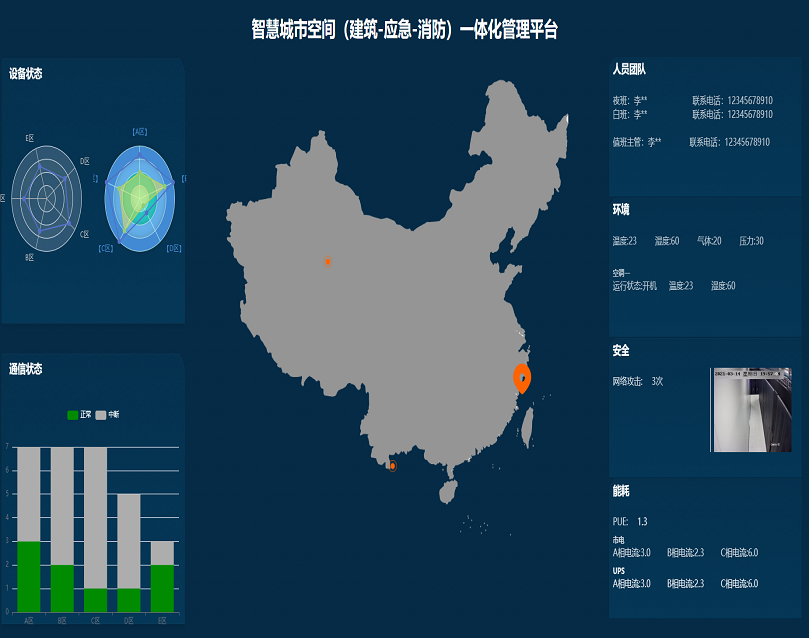 智慧城市空间（建筑-应急-消防）一体化管理平台
设备状态
【A区】
E区
D区
区
C区
B区
【C区】
【D区】
通信状态
正常 中断
7
6
5
4
3
2
1
0
A区 B区 C区 D区 E区
人员团队
夜班：李** 联系电话：12345678910
白班：李** 联系电话：12345678910
值班主管：李** 联系电话：12345678910
环境
温度:23 湿度:60 气体:20 压力:30
空调一
运行状态:开机 温度:23 湿度:60
安全
网络攻击: 3次
能耗
PUE: 1.3
市电
A相电流:3.0 B相电流:2.3 C相电流:6.0
UPS
A相电流:3.0 B相电流:2.3 C相电流:6.0